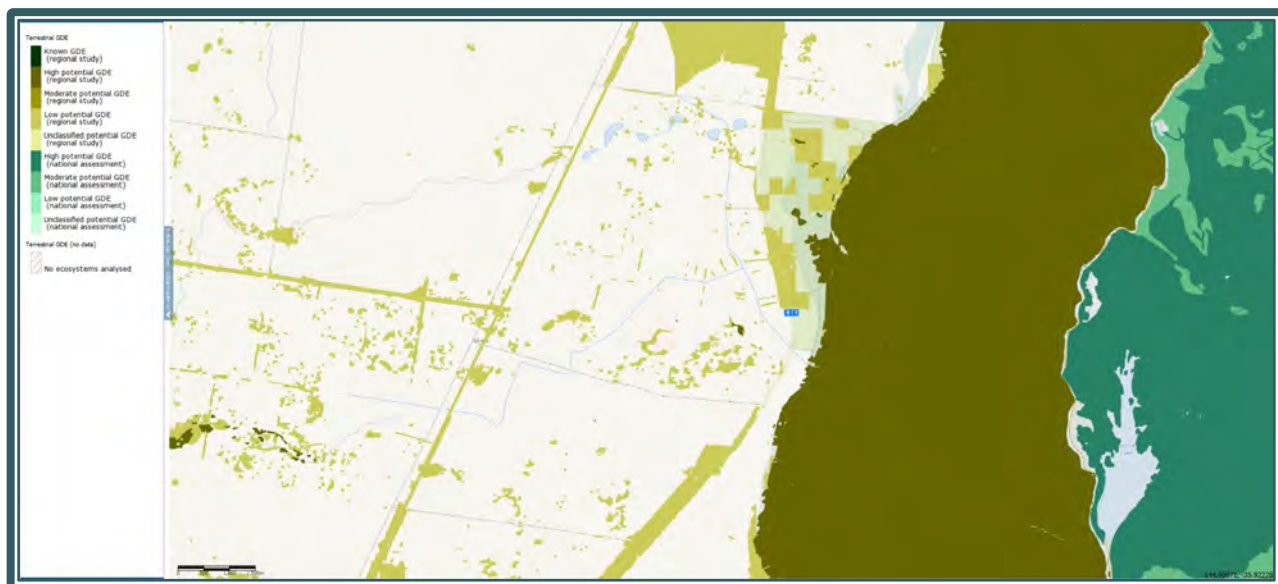 Terrestrial GDE
Known GDE
(regional study)
High potential GDE
(regional study)
Moderate potential GDE
(regional study)
Low potential GDE
(regional study)
Unclassified potential GDE
(regional study)
High potential GDE
(national assessment)
Moderate potential GDE
(national assessment)
Low potential GDE
(national assessment)
Unclassified potential GDE
(national assessment)
Terrestrial GDE (no data)
No ecosystems analysed